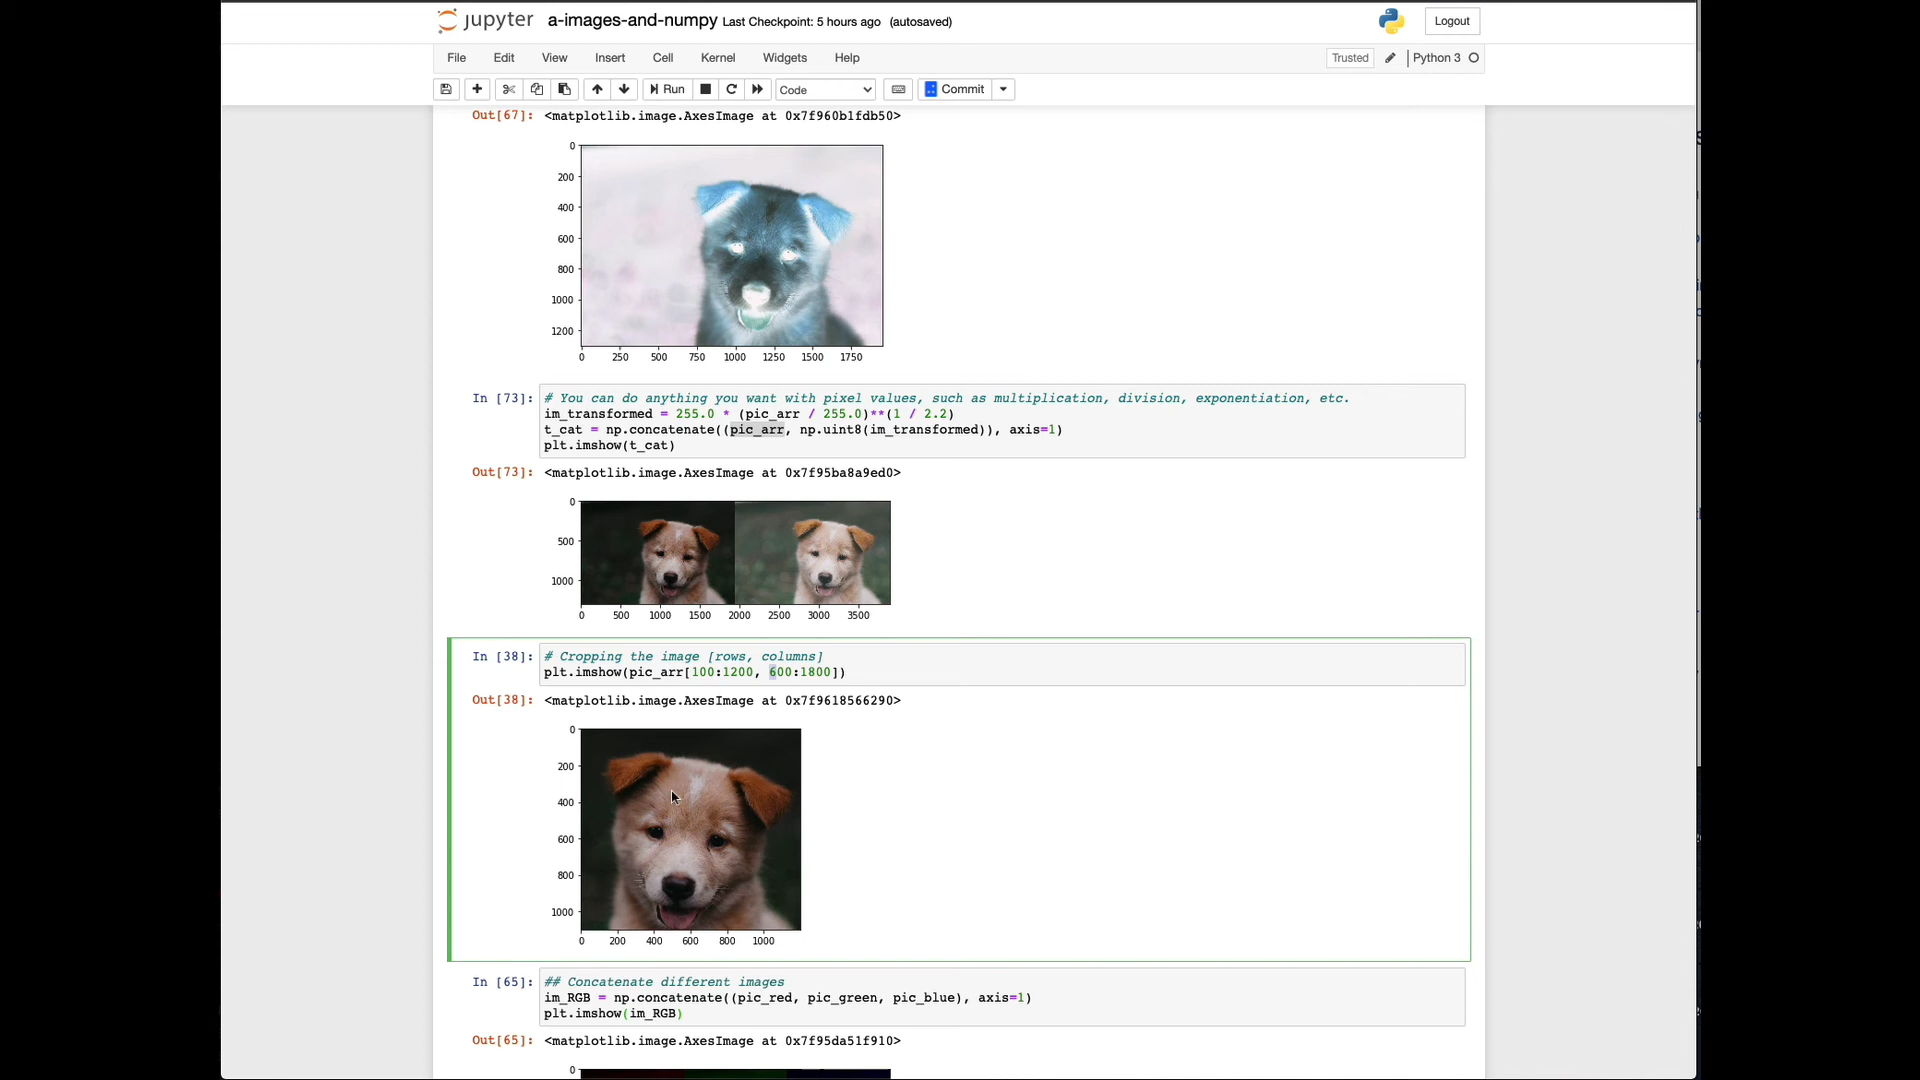 jupyter a-images-and-numpy Last Checkpoint: 5 hours ago (autosaved) Logout
File Edit View Insert Cell Kernel Widgets Help Trusted Python 3
Run Code Commit
Out[67]: <matplotlib.image.AxesImage at 0x7f960b1fdb50>
0
200
400
600
800
1000
1200
0 250 500 750 1000 1250 1500 1750
In [73]: # You can do anything you want with pixel values, such as multiplication, division, exponentiation, etc.
im_transformed = 255.0 * (pic_arr / 255.0)**(1 / 2.2)
t_cat = np.concatenate((pic_arr, np.uint8(im_transformed)), axis=1)
plt.imshow(t_cat)
Out[73]: <matplotlib.image.AxesImage at 0x7f95ba8a9ed0>
0
500
1000
0 500 1000 1500 2000 2500 3000 3500
In [38]: # Cropping the image [rows, columns]
plt.imshow(pic_arr[100:1200, 600:1800])
Out[38]: <matplotlib.image.AxesImage at 0x7f9618566290>
0
200
400
600
800
1000
0 200 400 600 800 1000
In [65]: ## Concatenate different images
im_RGB = np.concatenate((pic_red, pic_green, pic_blue), axis=1)
plt.imshow(im_RGB)
Out[65]: <matplotlib.image.AxesImage at 0x7f95da51f910>
0